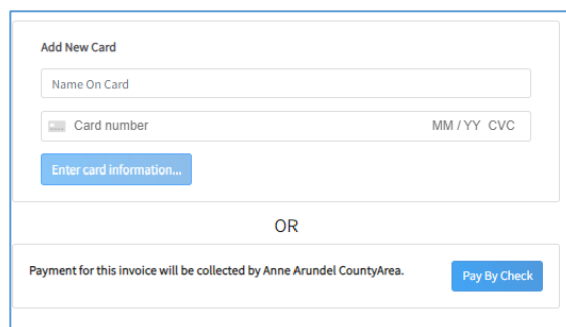 Add New Card
Name On Card
Card number MM / YY CVC
Enter card information...
OR
Payment for this invoice will be collected by Anne Arundel CountyArea. Pay By Check